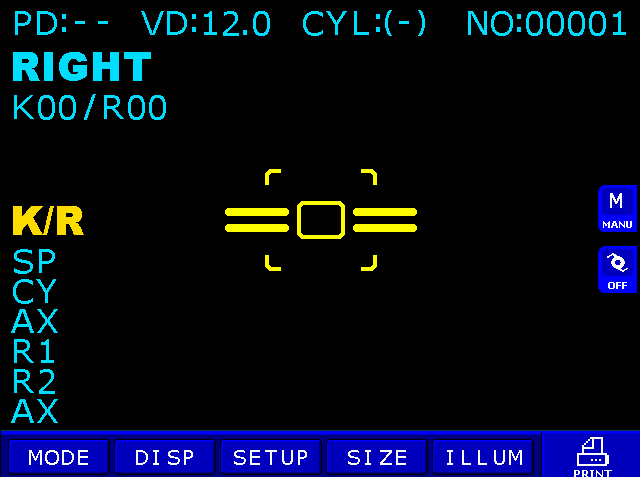 PD:-- VD:12.0 CYL:(-) NO:00001
RIGHT
K00/R00
K/R
SP
CY
AX
R1
R2
AX
M
MANU
OFF
MODE DISP SETUP SIZE ILLUM PRINT